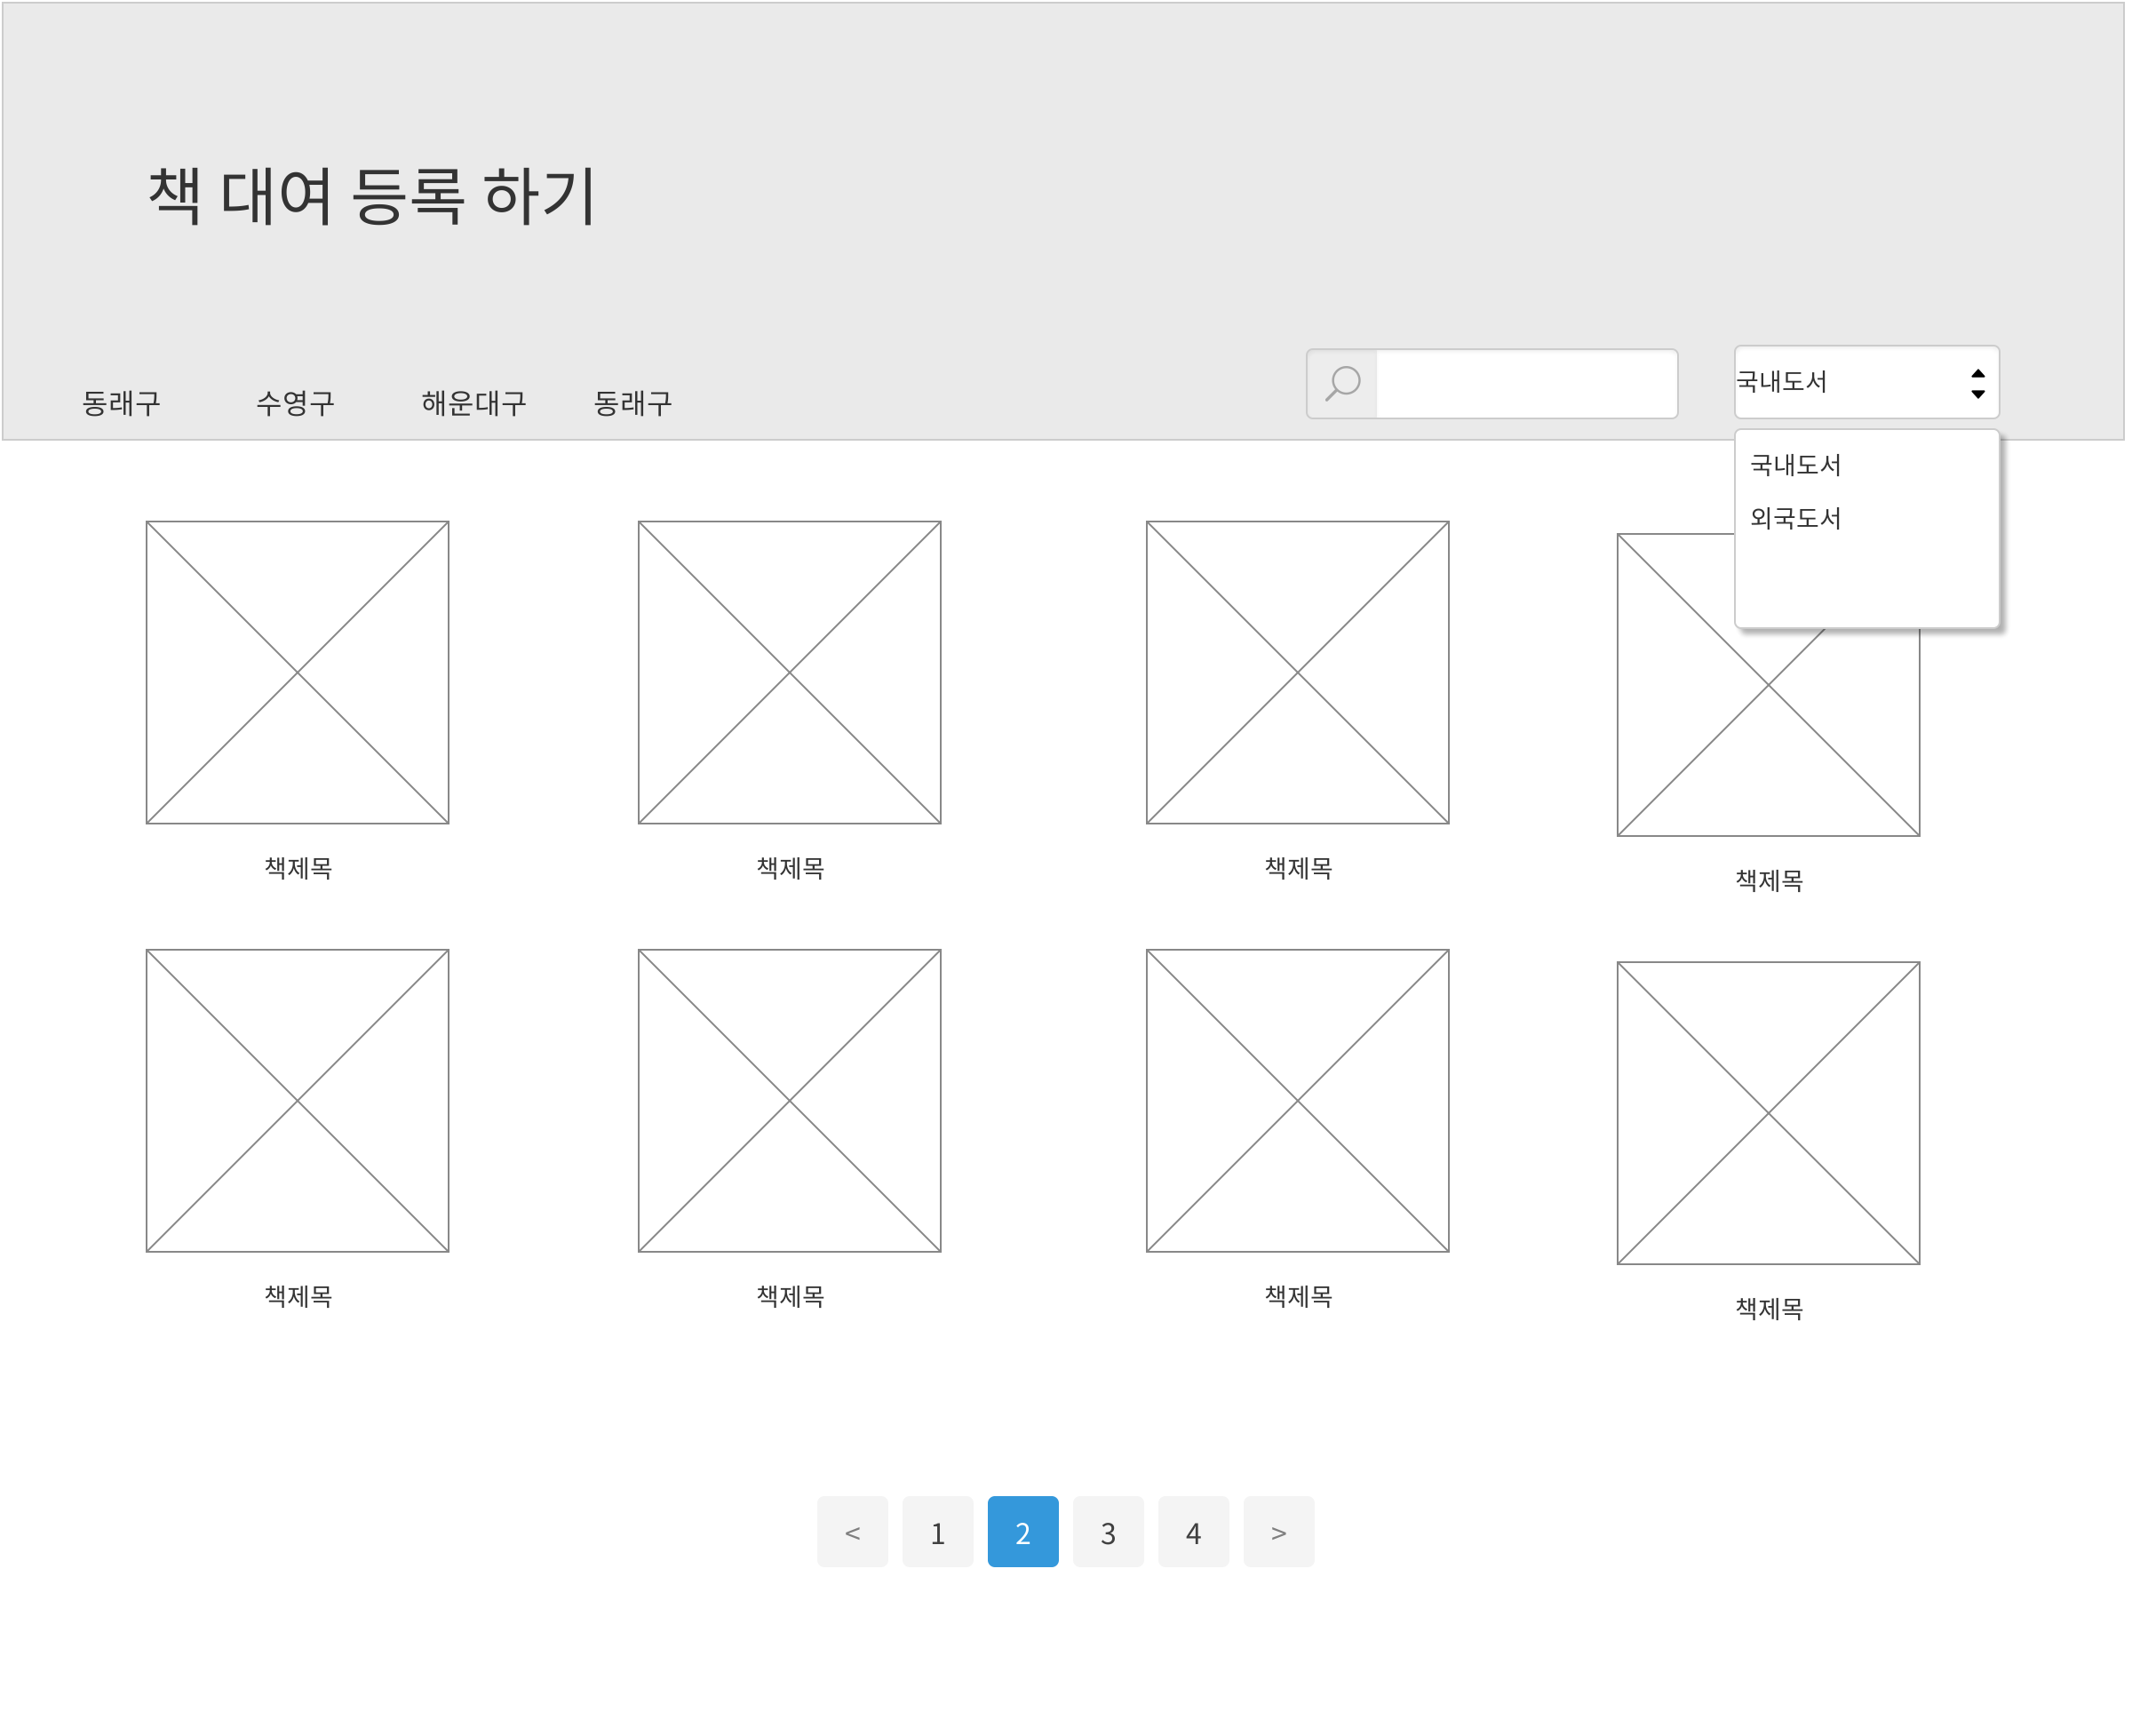 책 대여 등록 하기
동래구 수영구 해운대구 동래구
국내도서
국내도서
외국도서
책제목 책제목 책제목 책제목
책제목 책제목 책제목 책제목
< 1 2 3 4 >